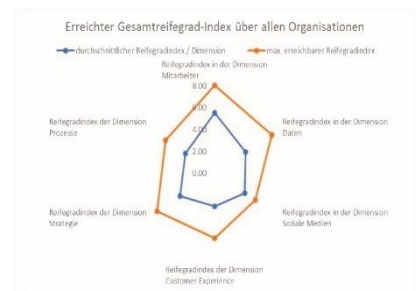 Erreichter Gesamtreifegrad-Index über allen Organisationen
durchschnittlicher Reifegradindex / Dimension
max. erreichbarer Reifegradindex
Reifegradindex in der Dimension
Mitarbeiter
8.00
6.00
4.00
2.00
0.00
Reifegradindex der Dimension
Prozesse
Reifegradindex in der Dimension
Daten
Reifegradindex der Dimension
Strategie
Reifegradindex in der Dimension
Soziale Medien
Reifegradindex der Dimension
Customer Experience